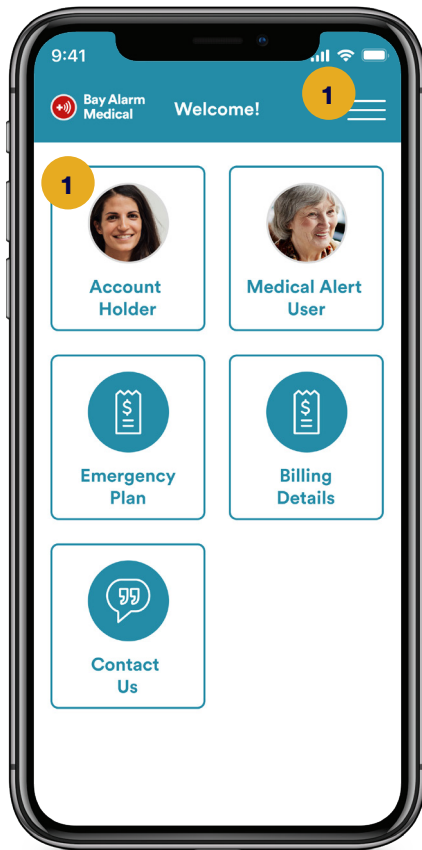 9:41
Bay Alarm
Medical
Welcome!
1
1
Account
Holder
Medical Alert
User
$
Emergency
Plan
$
Billing
Details
Contact
Us